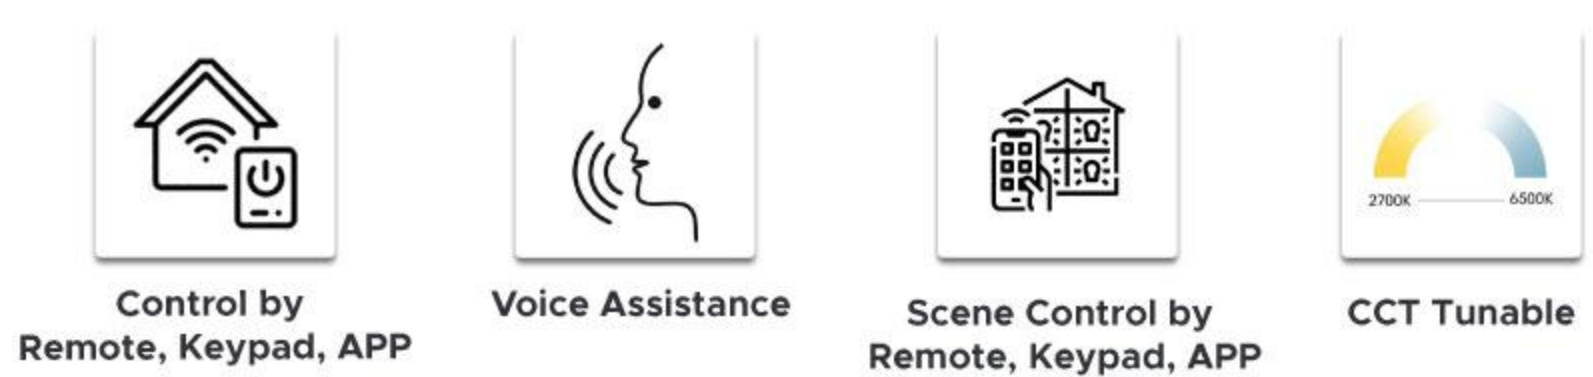 Control by
Remote, Keypad, APP
Voice Assistance
Scene Control by
Remote, Keypad, APP
2700K
6500K
CCT Tunable